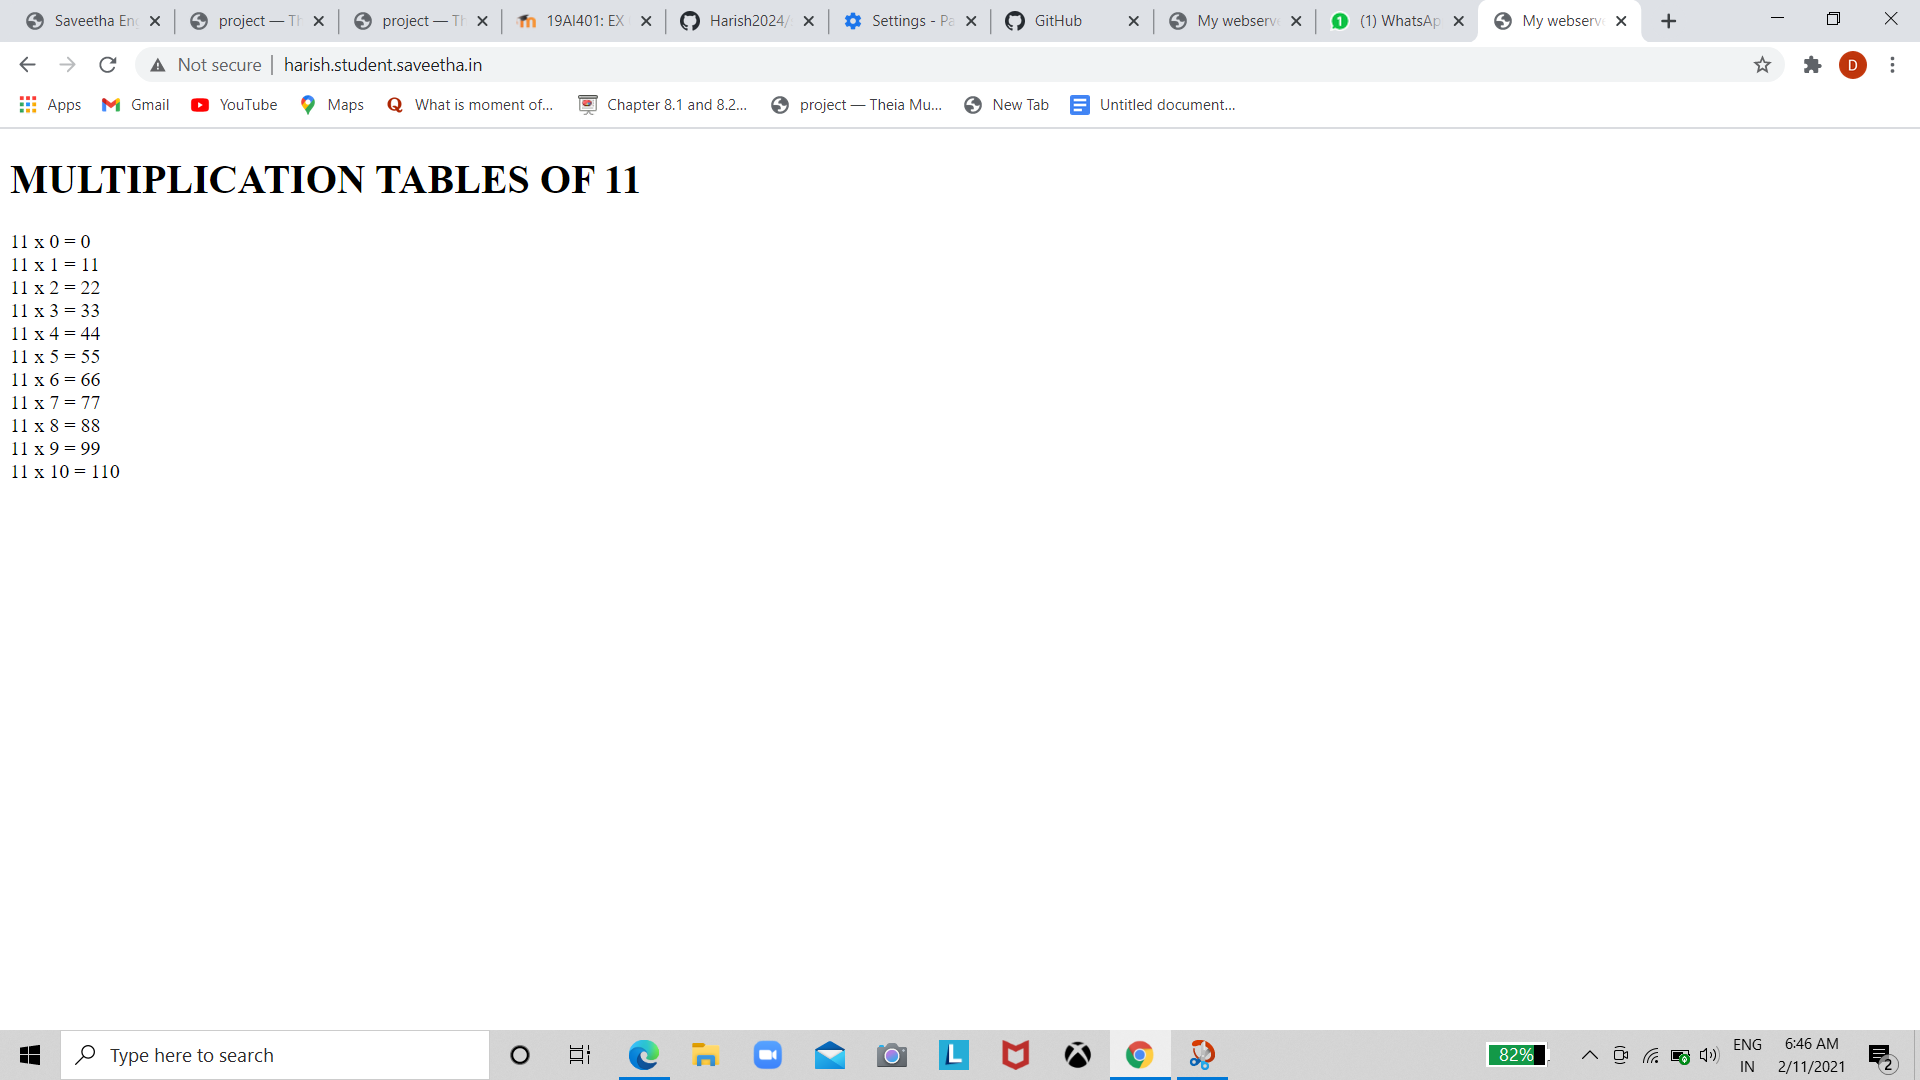 Saveetha En
project — Th
project — Th
19AI401: EX
Harish2024/
Settings - Pa
GitHub
My webserve
(1) WhatsAp
My webserve
Not secure
harish.student.saveetha.in
D
Apps
Gmail
YouTube
Maps
What is moment of...
Chapter 8.1 and 8.2...
project — Theia Mu...
New Tab
Untitled document...
MULTIPLICATION TABLES OF 11
11 x 0 = 0
11 x 1 = 11
11 x 2 = 22
11 x 3 = 33
11 x 4 = 44
11 x 5 = 55
11 x 6 = 66
11 x 7 = 77
11 x 8 = 88
11 x 9 = 99
11 x 10 = 110
Type here to search
L
82%
ENG
IN
6:46 AM
2/11/2021
2